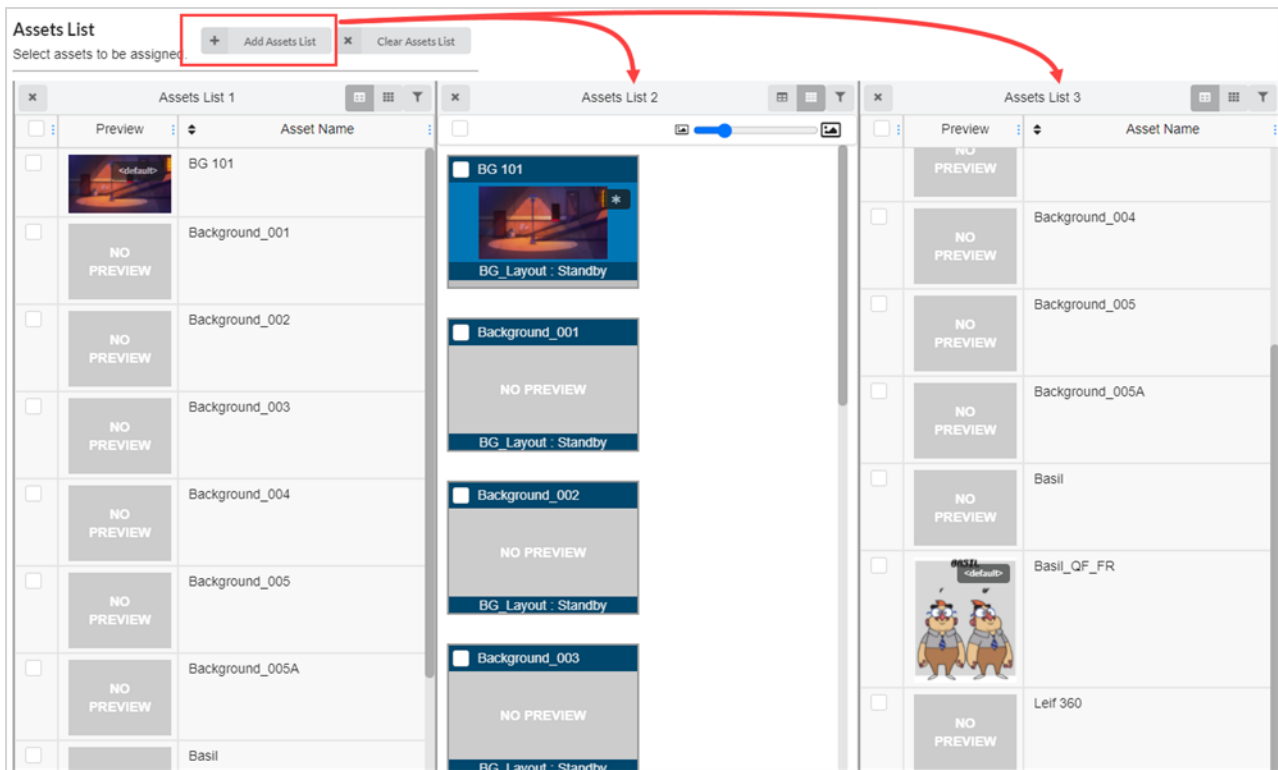 Assets List
Select assets to be assigned.
Add Assets List
Clear Assets List
Assets List 1
Preview
Asset Name
<default>
BG 101
NO
PREVIEW
Background_001
NO
PREVIEW
Background_002
NO
PREVIEW
Background_003
NO
PREVIEW
Background_004
NO
PREVIEW
Background_005
NO
PREVIEW
Background_005A
Basil
Assets List 2
BG 101
BG_Layout : Standby
Background_001
NO PREVIEW
BG_Layout : Standby
Background_002
NO PREVIEW
BG_Layout : Standby
Background_003
NO PREVIEW
BG_Layout : Standby
Assets List 3
Preview
Asset Name
NO
PREVIEW
NO
PREVIEW
Background_004
NO
PREVIEW
Background_005
NO
PREVIEW
Background_005A
NO
PREVIEW
Basil
BASIL
<default>
Basil_QF_FR
NO
PREVIEW
Leif 360